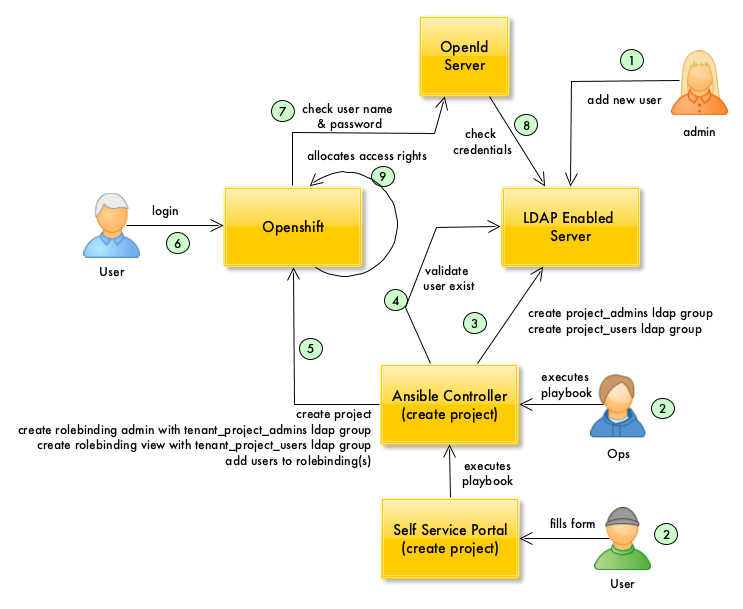 OpenId
Server
1
add new user
admin
7
check user name
& password
8
check
credentials
allocates access rights
9
login
6
User
Openshift
LDAP Enabled
Server
validate
user exist
4
3
create project_admins ldap group
create project_users ldap group
5
Ansible Controller
(create project)
executes
playbook
2
Ops
create project
create rolebinding admin with tenant_project_admins ldap group
create rolebinding view with tenant_project_users ldap group
add users to rolebinding(s)
executes
playbook
Self Service Portal
(create project)
fills form
2
User